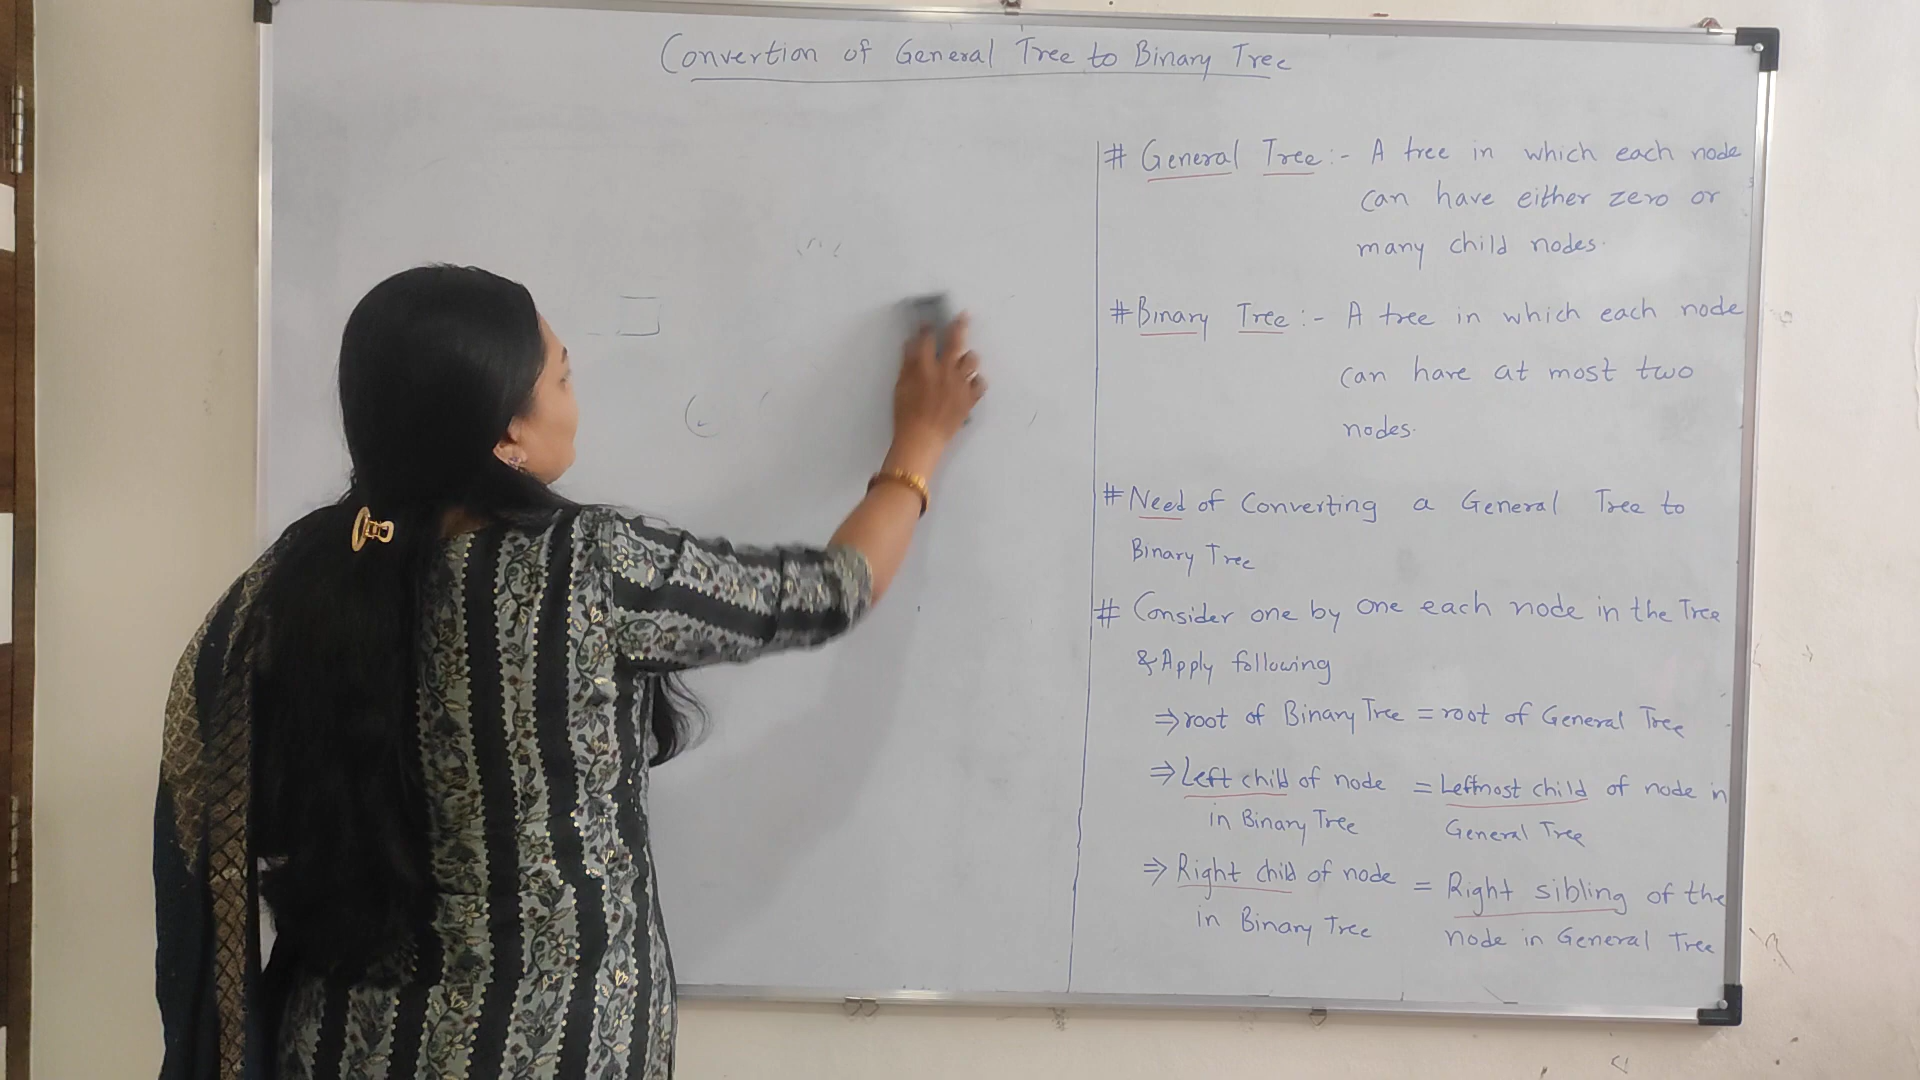 Convertion of General Tree to Binary Tree
# General Tree :- A tree in which each node
can have either zero or
many child nodes.
# Binary Tree :- A tree in which each node
can have at most two
nodes.
# Need of Converting a General Tree to
Binary Tree
# Consider one by one each node in the Tree
& Apply following
⇒ root of Binary Tree = root of General Tree
⇒ Left child of node = Leftmost child of node in
in Binary Tree General Tree
⇒ Right child of node = Right sibling of the
in Binary Tree node in General Tree